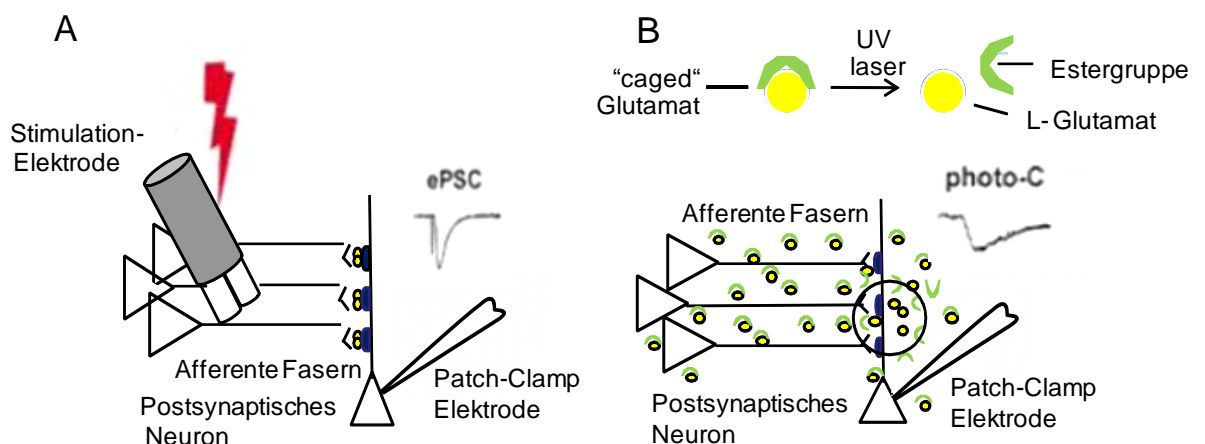 A
Stimulation-
Elektrode
ePSC
Afferente Fasern
Postsynaptisches
Neuron
Patch-Clamp
Elektrode
B
“caged“
Glutamat
UV
laser
Estergruppe
L-Glutamat
photo-C
Afferente Fasern
Postsynaptisches
Neuron
Patch-Clamp
Elektrode